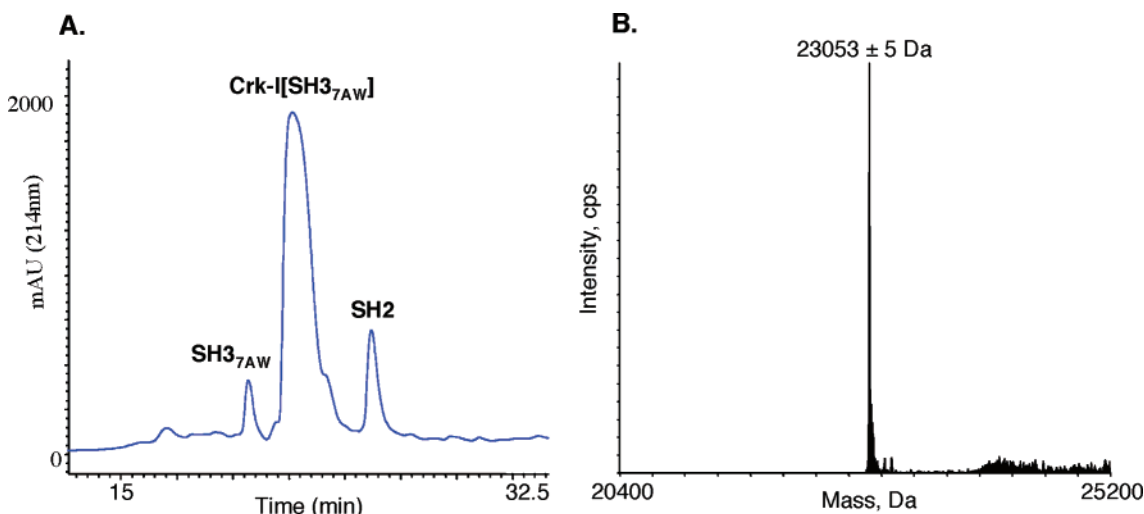 A.
Crk-I[SH3₇AW]
2000
SH3₇AW
SH2
mAU (214nm)
0
15
32.5
Time (min)
B.
23053 ± 5 Da
Intensity, cps
20400
25200
Mass, Da